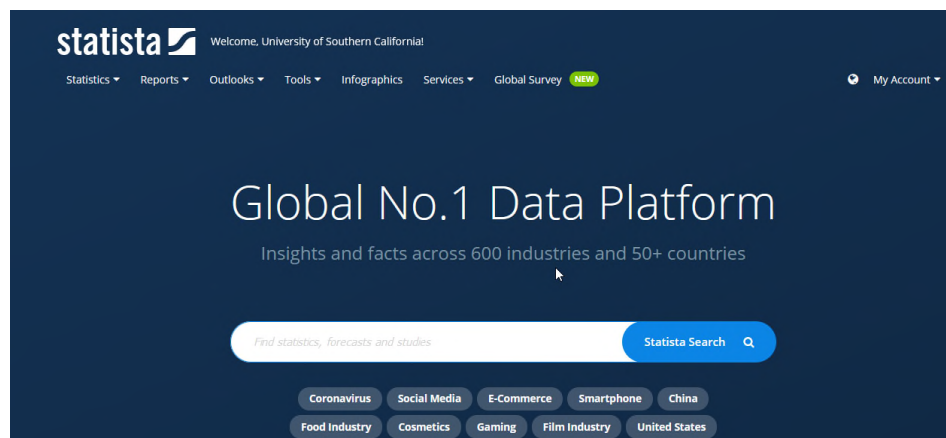 statista
Welcome, University of Southern California!
Statistics Reports Outlooks Tools Infographics Services Global Survey NEW My Account
Global No.1 Data Platform
Insights and facts across 600 industries and 50+ countries
Find statistics, forecasts and studies Statista Search
Coronavirus Social Media E-Commerce Smartphone China
Food Industry Cosmetics Gaming Film Industry United States